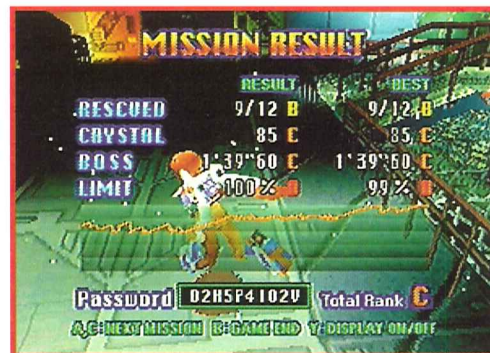 MISSION RESULT
RESULT BEST
RESCUED 9/12 B 9/12 B
CRYSTAL 85 C 85 C
BOSS 1'39"60 C 1'39"60 C
LIMIT 100% 99%
Password 02H5P4102V Total Rank C
A,C:NEXT MISSION B:GAME END Y:DISPLAY ON/OFF